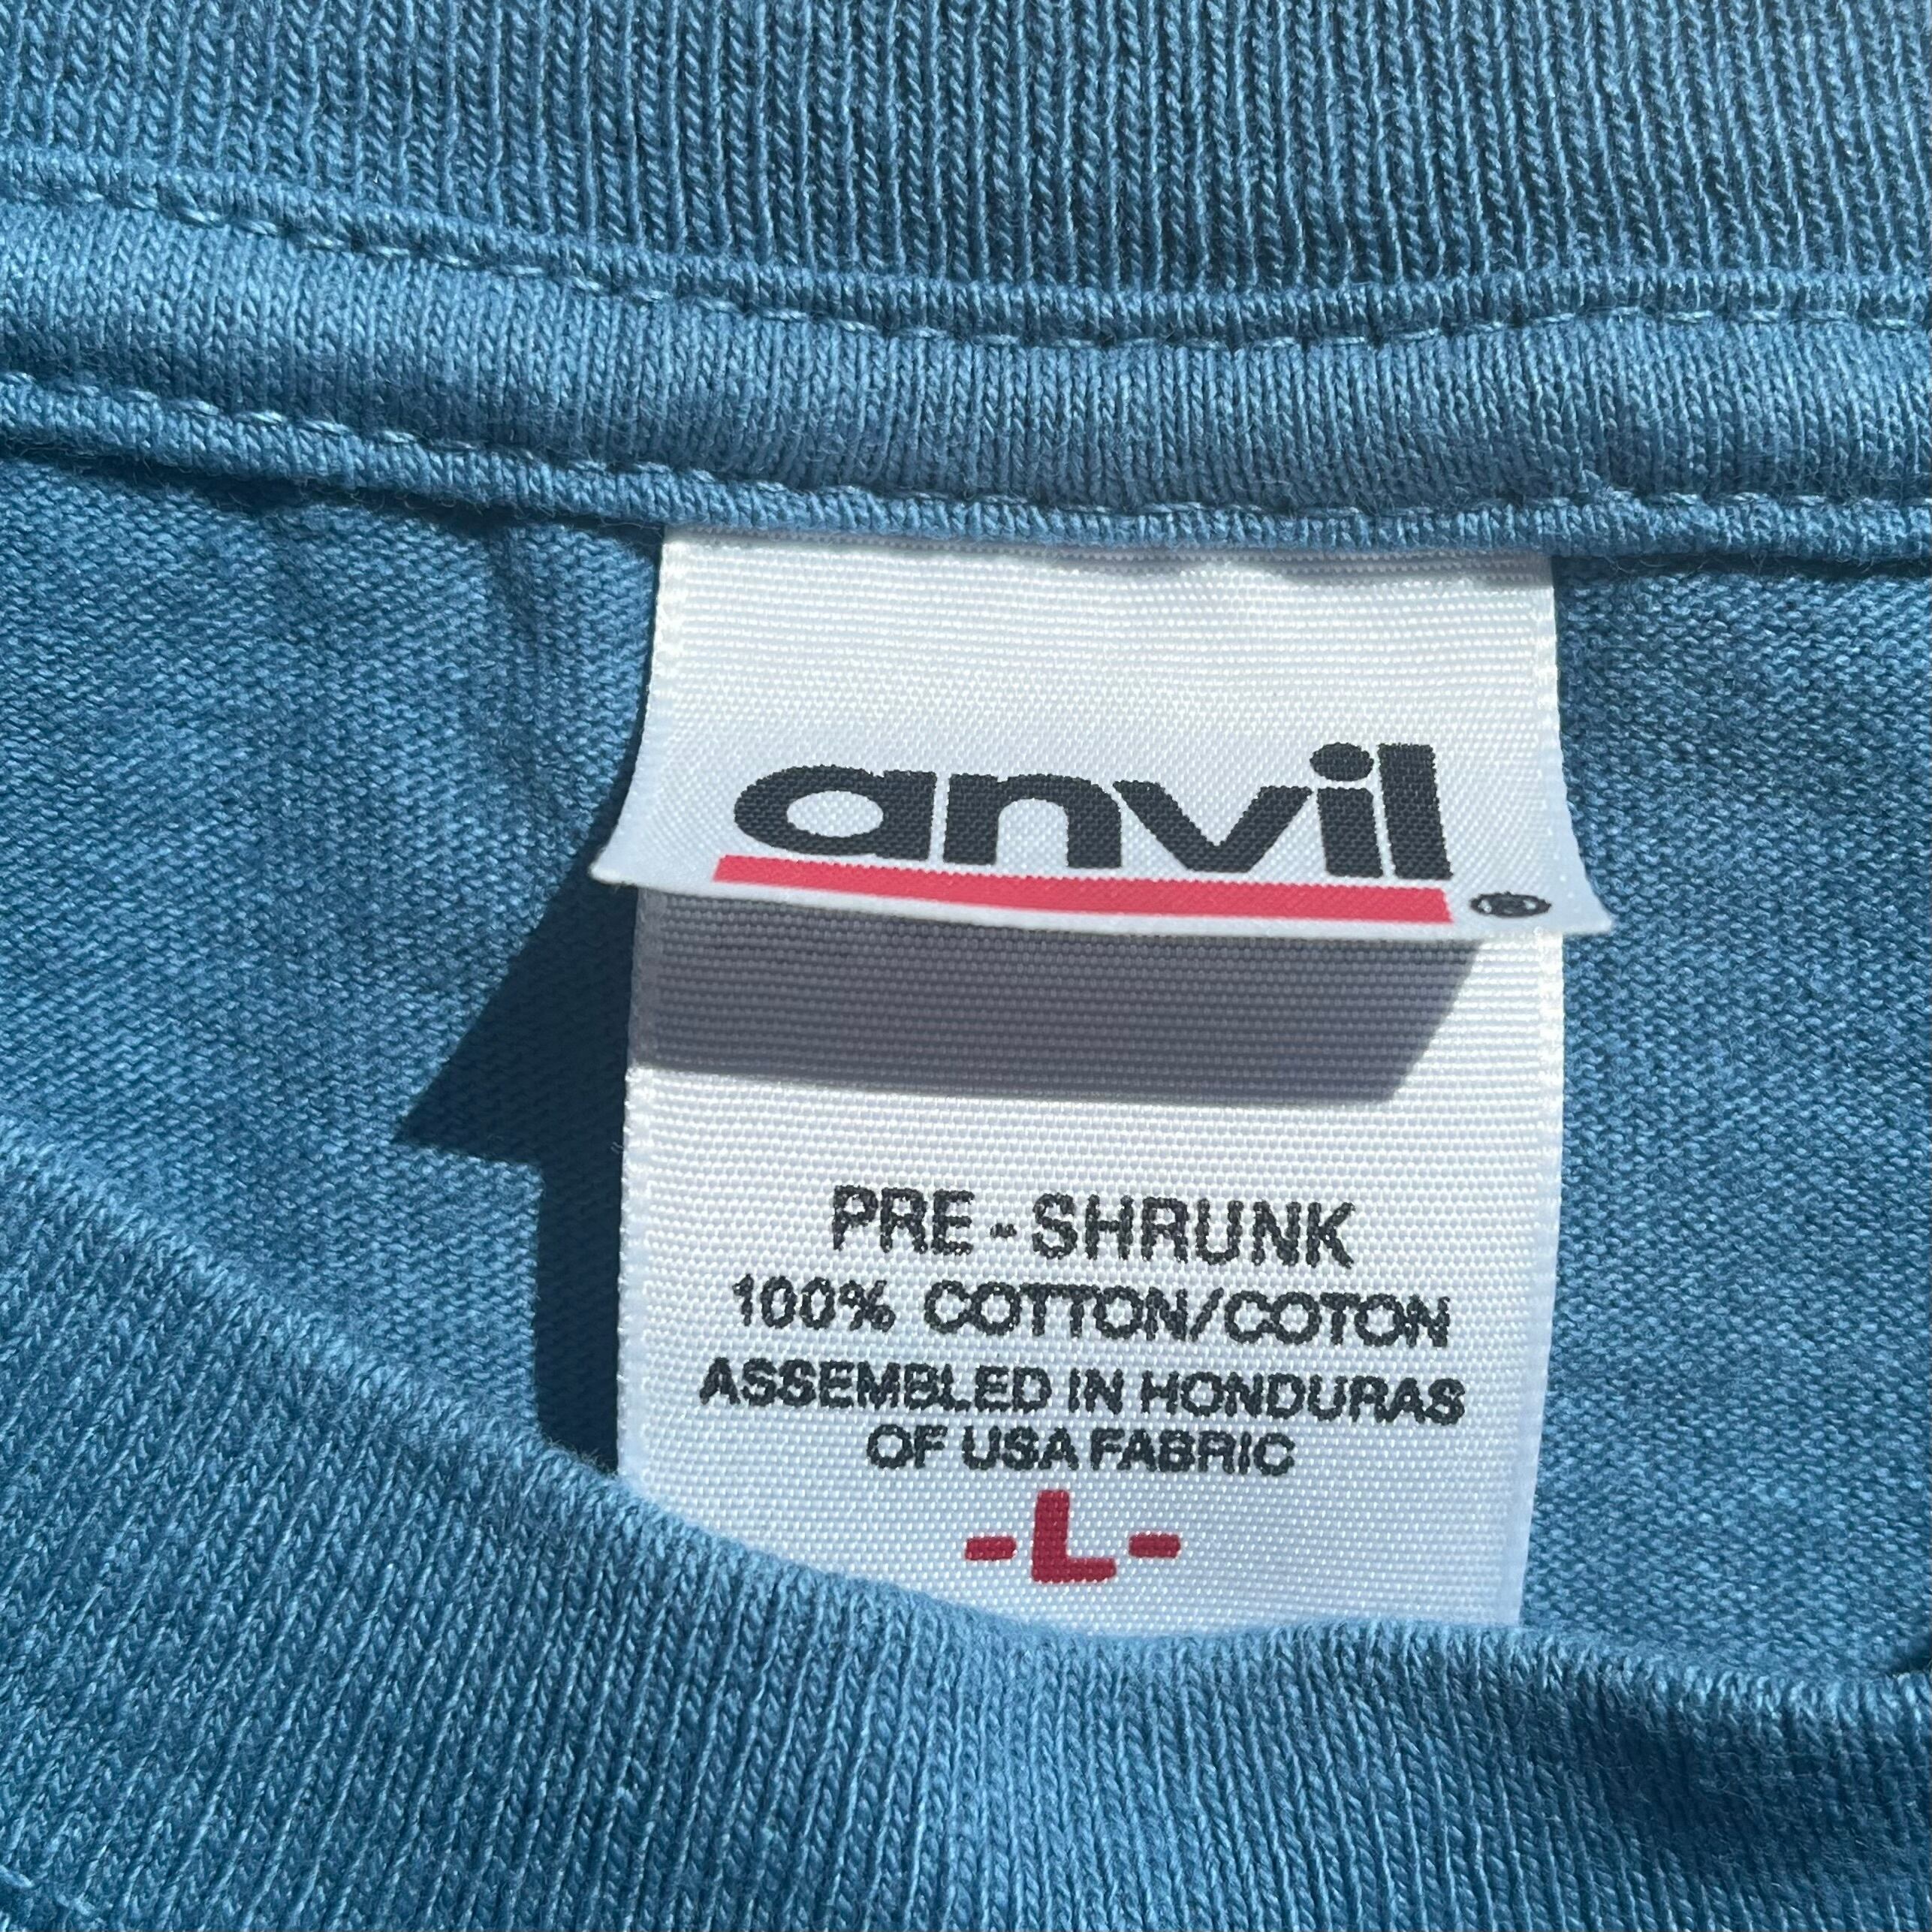 anvil®
PRE-SHRUNK
100% COTTON/COTON
ASSEMBLED IN HONDURAS
OF USA FABRIC
-L-